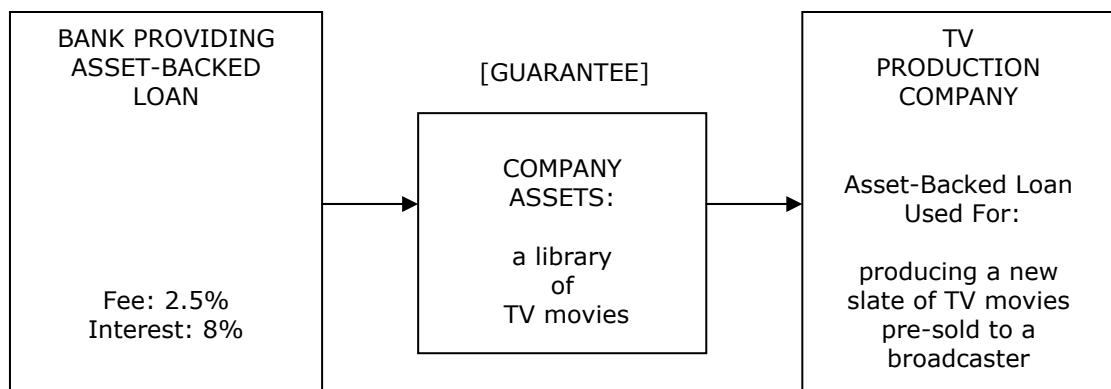 BANK PROVIDING
ASSET-BACKED
LOAN
Fee: 2.5%
Interest: 8%
[GUARANTEE]
COMPANY
ASSETS:
a library
of
TV movies
TV
PRODUCTION
COMPANY
Asset-Backed Loan
Used For:
producing a new
slate of TV movies
pre-sold to a
broadcaster